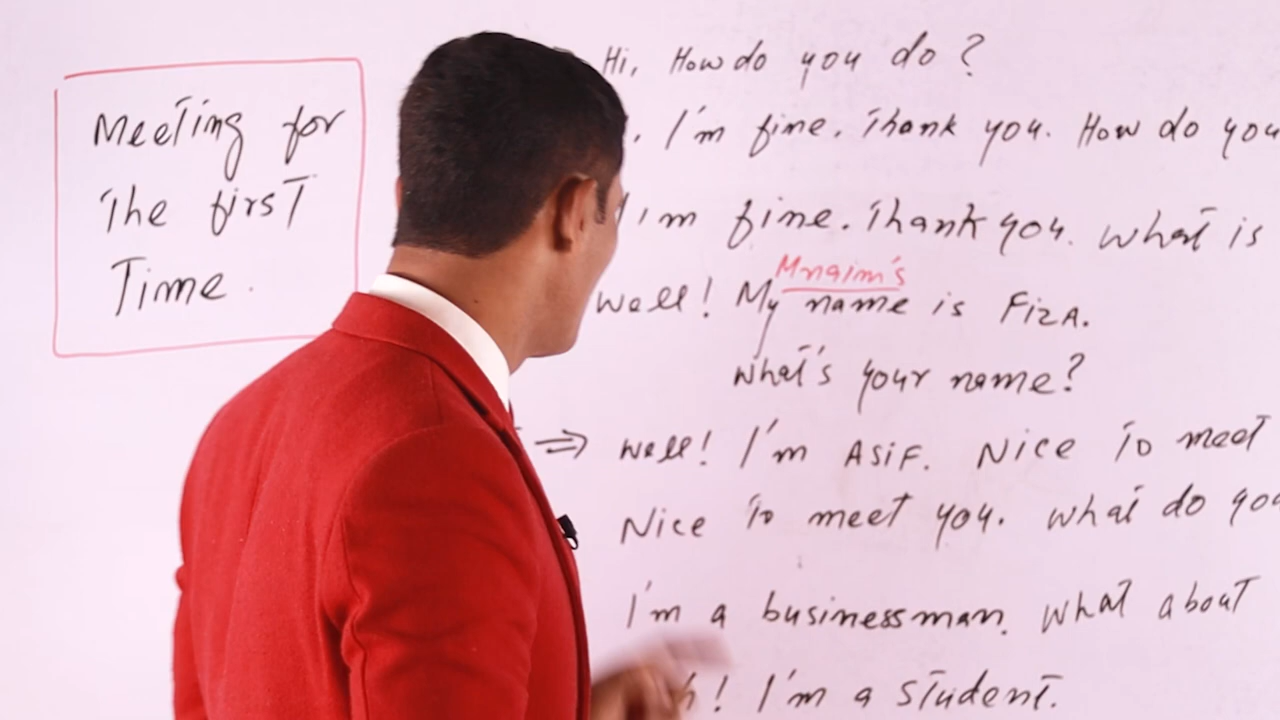 Meeting for
The first
Time.
Hi, How do you do?
. I'm fine. Thank you. How do you
I'm fine. Thank you. What is
Mnaim's
well! My name is FizA.
What's your name?
⇒ well! I'm ASiF. Nice To meet
Nice To meet you. What do you
I'm a businessman. What about
h! I'm a student.